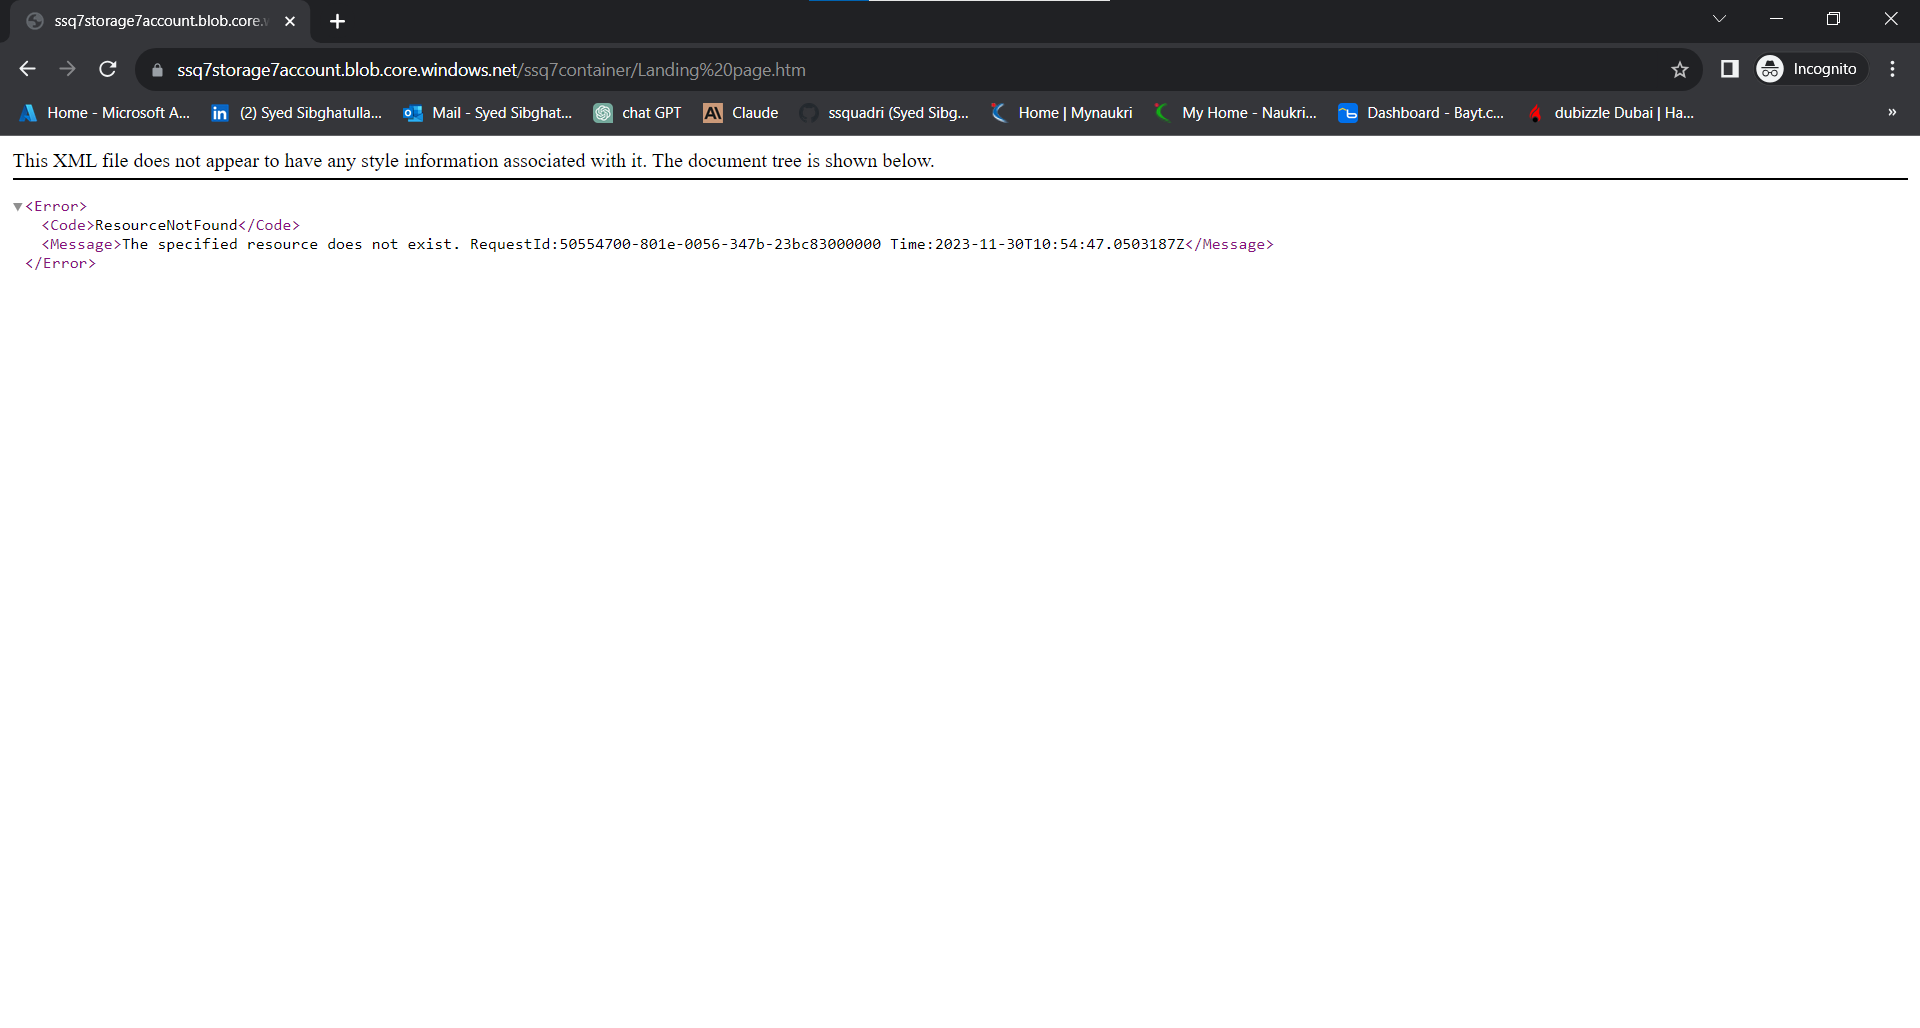 ssq7storage7account.blob.core.w
ssq7storage7account.blob.core.windows.net/ssq7container/Landing%20page.htm
Incognito
Home - Microsoft A...
(2) Syed Sibghatulla...
Mail - Syed Sibghat...
chat GPT
Claude
ssquadri (Syed Sibg...
Home | Mynaukri
My Home - Naukri...
Dashboard - Bayt.c...
dubizzle Dubai | Ha...
»
This XML file does not appear to have any style information associated with it. The document tree is shown below.
<Error>
<Code>ResourceNotFound</Code>
<Message>The specified resource does not exist. RequestId:50554700-801e-0056-347b-23bc83000000 Time:2023-11-30T10:54:47.0503187Z</Message>
</Error>